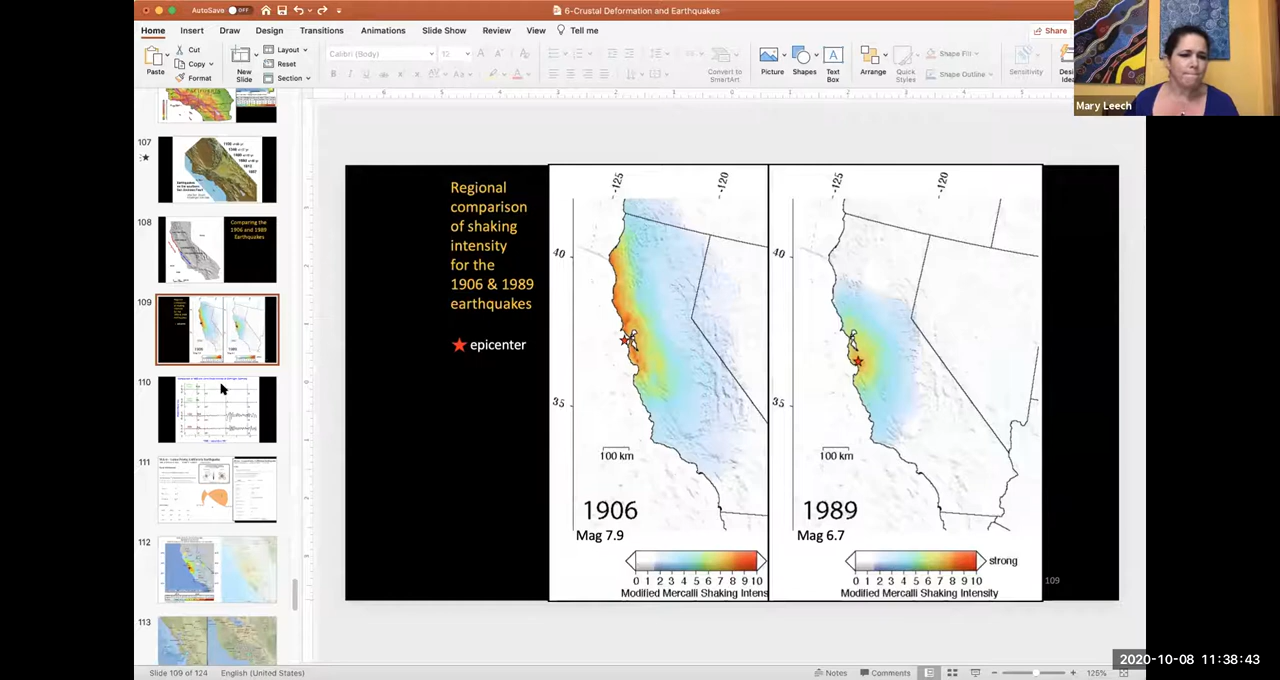 AutoSave OFF
6-Crustal Deformation and Earthquakes
Home Insert Draw Design Transitions Animations Slide Show Review View Tell me
Share
Paste
Cut
Copy
Format
New Slide
Layout
Reset
Section
Calibri (Body) 12
Convert to SmartArt
Picture
Shapes
Text Box
Arrange
Quick Styles
Shape Fill
Shape Outline
Sensitivity
Mary Leech
107
108
Comparing the
1906 and 1989
Earthquakes
109
110
111
112
113
Regional
comparison
of shaking
intensity
for the
1906 & 1989
earthquakes
epicenter
-125 -120
40
35
100 km
1906
Mag 7.9
0 1 2 3 4 5 6 7 8 9 10
Modified Mercalli Shaking Intens
-125 -120
40
35
100 km
1989
Mag 6.7
strong
0 1 2 3 4 5 6 7 8 9 10
Modified Mercalli Shaking Intensity
109
Slide 109 of 124 English (United States)
Notes Comments 125%
2020-10-08 11:38:43